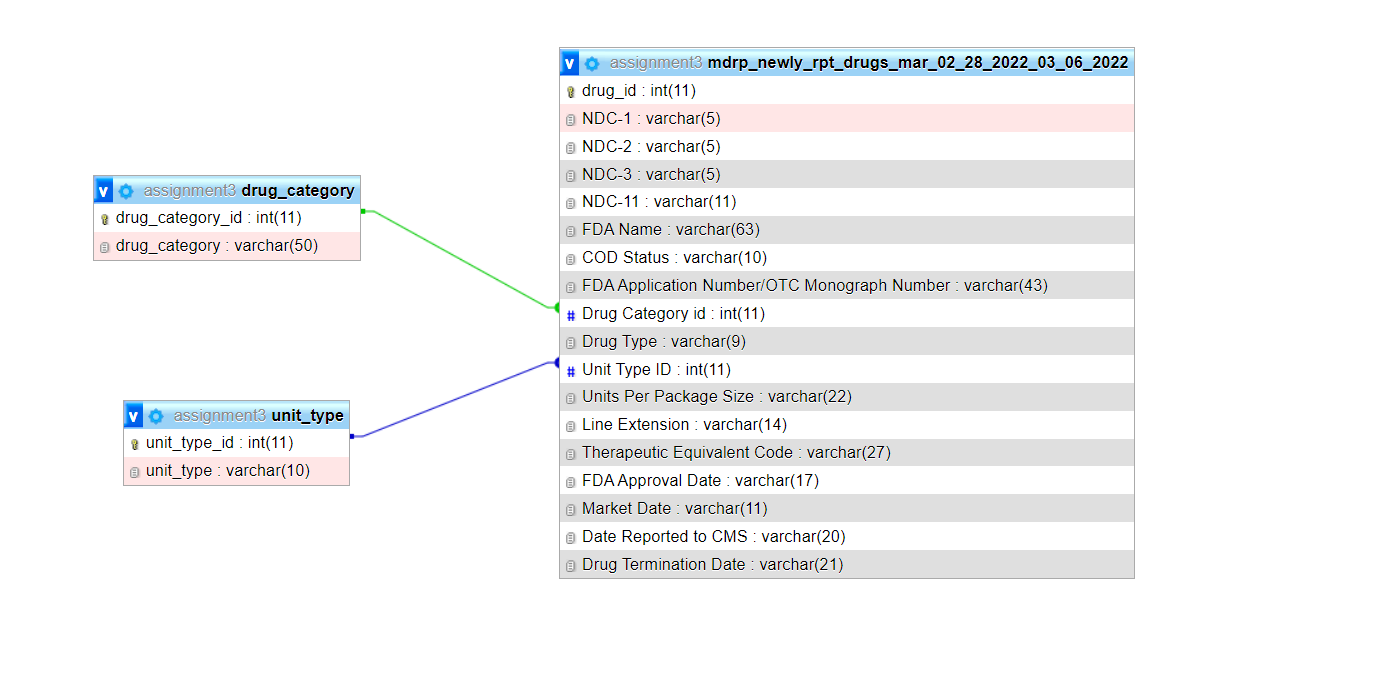 v assignment3 drug_category
drug_category_id : int(11)
drug_category : varchar(50)
v assignment3 unit_type
unit_type_id : int(11)
unit_type : varchar(10)
v assignment3 mdrp_newly_rpt_drugs_mar_02_28_2022_03_06_2022
drug_id : int(11)
NDC-1 : varchar(5)
NDC-2 : varchar(5)
NDC-3 : varchar(5)
NDC-11 : varchar(11)
FDA Name : varchar(63)
COD Status : varchar(10)
FDA Application Number/OTC Monograph Number : varchar(43)
# Drug Category id : int(11)
Drug Type : varchar(9)
# Unit Type ID : int(11)
Units Per Package Size : varchar(22)
Line Extension : varchar(14)
Therapeutic Equivalent Code : varchar(27)
FDA Approval Date : varchar(17)
Market Date : varchar(11)
Date Reported to CMS : varchar(20)
Drug Termination Date : varchar(21)